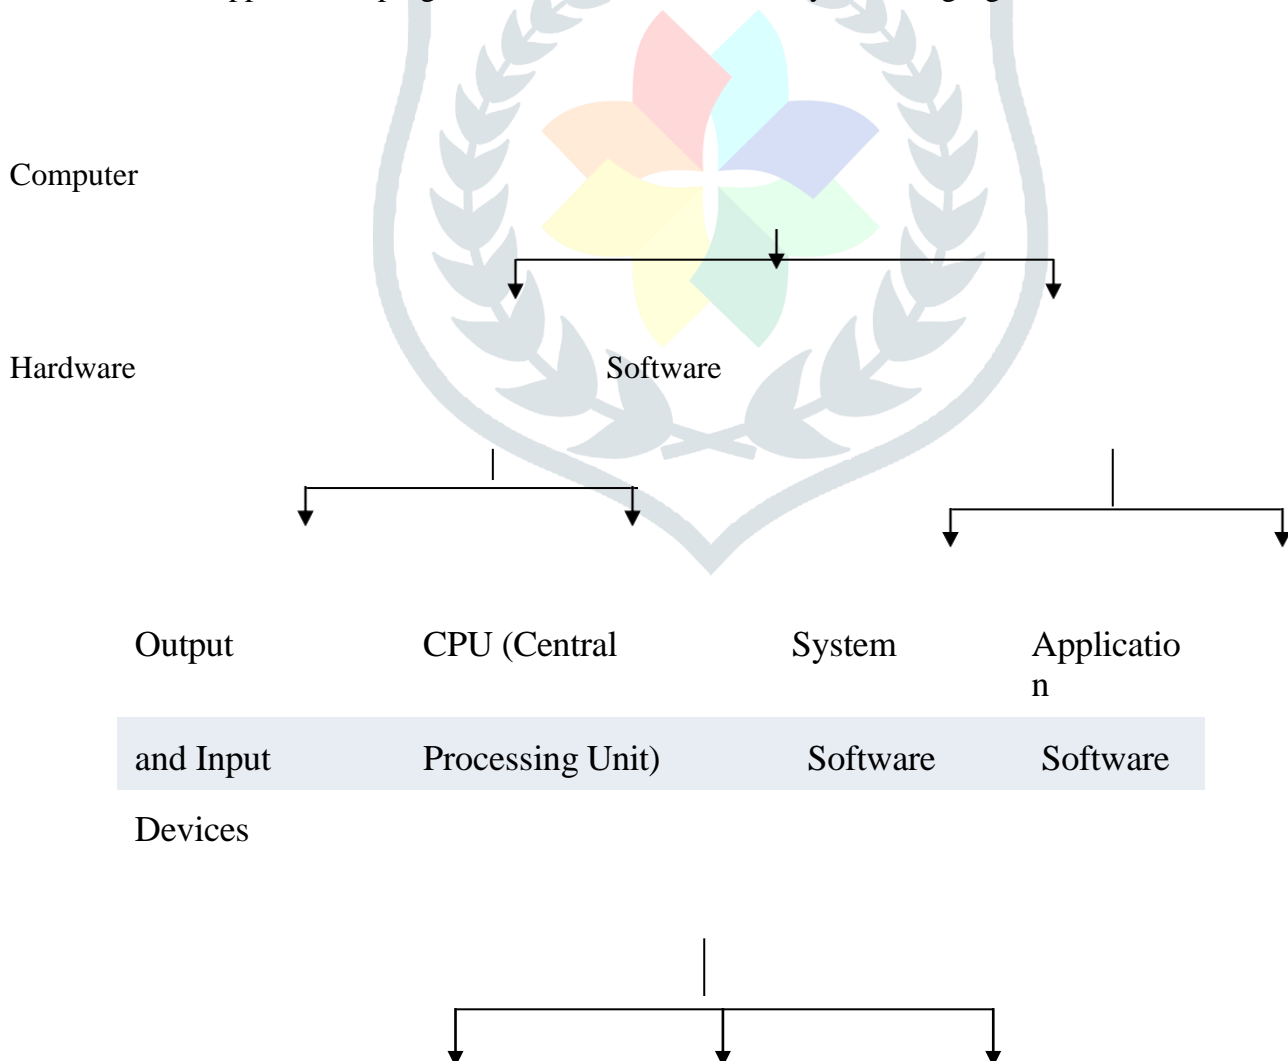 Computer
Hardware Software
Output CPU (Central System Applicatio
n
and Input Processing Unit) Software Software
Devices